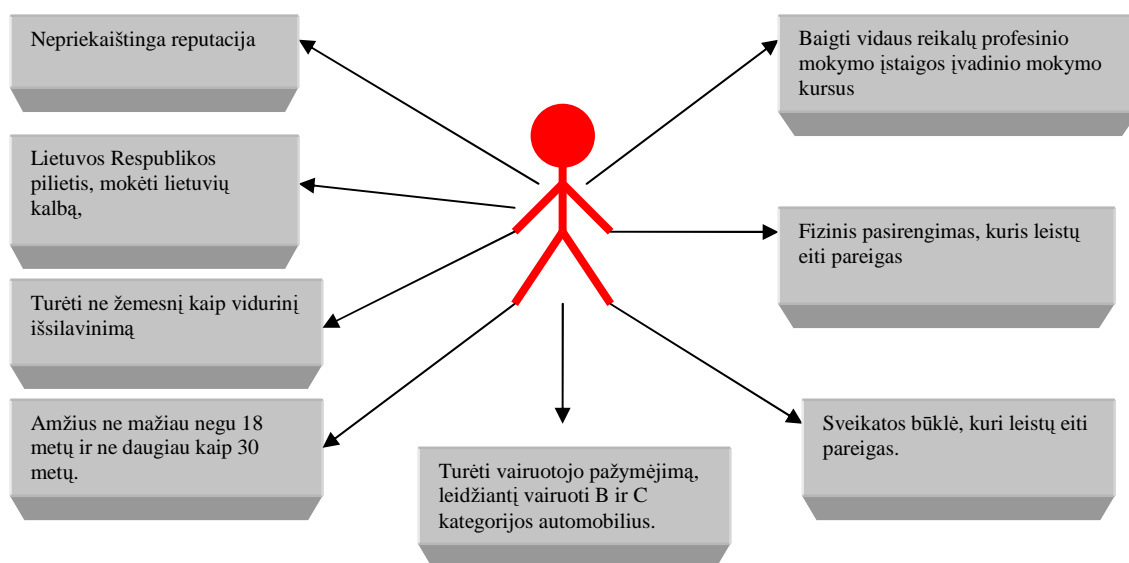 Nepriekaištinga reputacija
Lietuvos Respublikos
pilietis, mokėti lietuvių
kalbą,
Turėti ne žemesnį kaip vidurinį
išsilavinimą
Amžius ne mažiau negu 18
metų ir ne daugiau kaip 30
metų.
Turėti vairuotojo pažymėjimą,
leidžiantį vairuoti B ir C
kategorijos automobilius.
Baigti vidaus reikalų profesinio
mokymo įstaigos įvadinio mokymo
kursus
Fizinis pasirengimas, kuris leistų
eiti pareigas
Sveikatos būklė, kuri leistų eiti
pareigas.